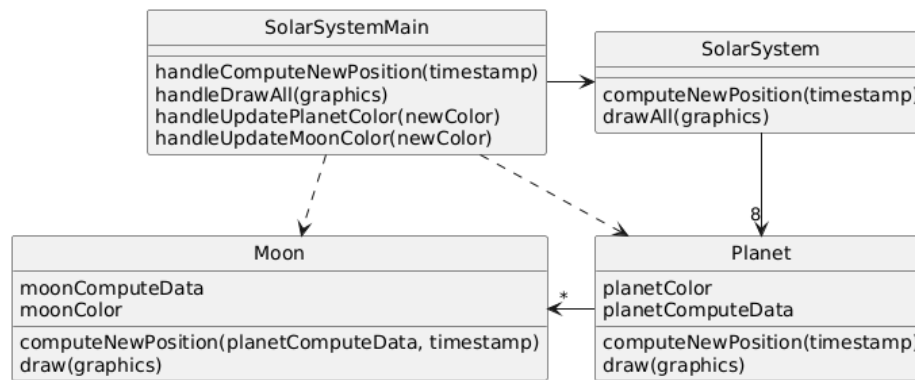 SolarSystemMain
handleComputeNewPosition(timestamp)
handleDrawAll(graphics)
handleUpdatePlanetColor(newColor)
handleUpdateMoonColor(newColor)
SolarSystem
computeNewPosition(timestamp)
drawAll(graphics)
8
Moon
moonComputeData
moonColor
computeNewPosition(planetComputeData, timestamp)
draw(graphics)
*
Planet
planetColor
planetComputeData
computeNewPosition(timestamp)
draw(graphics)